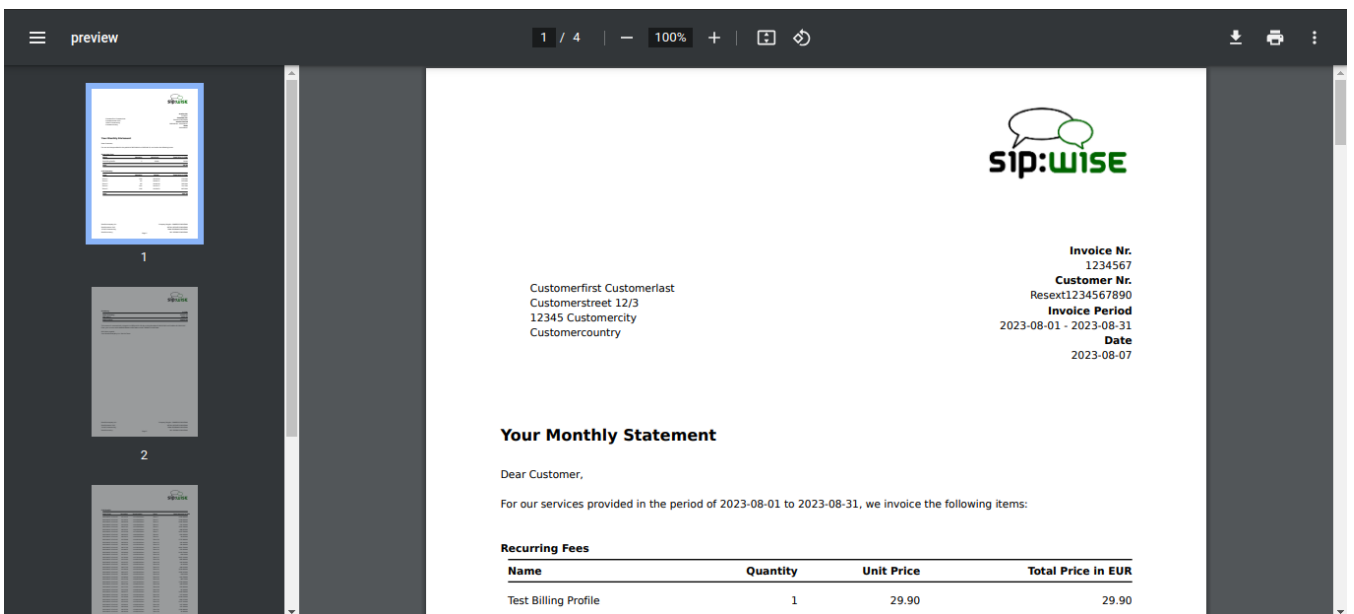 preview
1 / 4
100%
1
2
sip:wise
Invoice Nr.
1234567
Customer Nr.
Resext1234567890
Invoice Period
2023-08-01 - 2023-08-31
Date
2023-08-07
Customerfirst Customerlast
Customerstreet 12/3
12345 Customercity
Customercountry
Your Monthly Statement
Dear Customer,
For our services provided in the period of 2023-08-01 to 2023-08-31, we invoice the following items:
Recurring Fees
Name Quantity Unit Price Total Price in EUR
Test Billing Profile 1 29.90 29.90